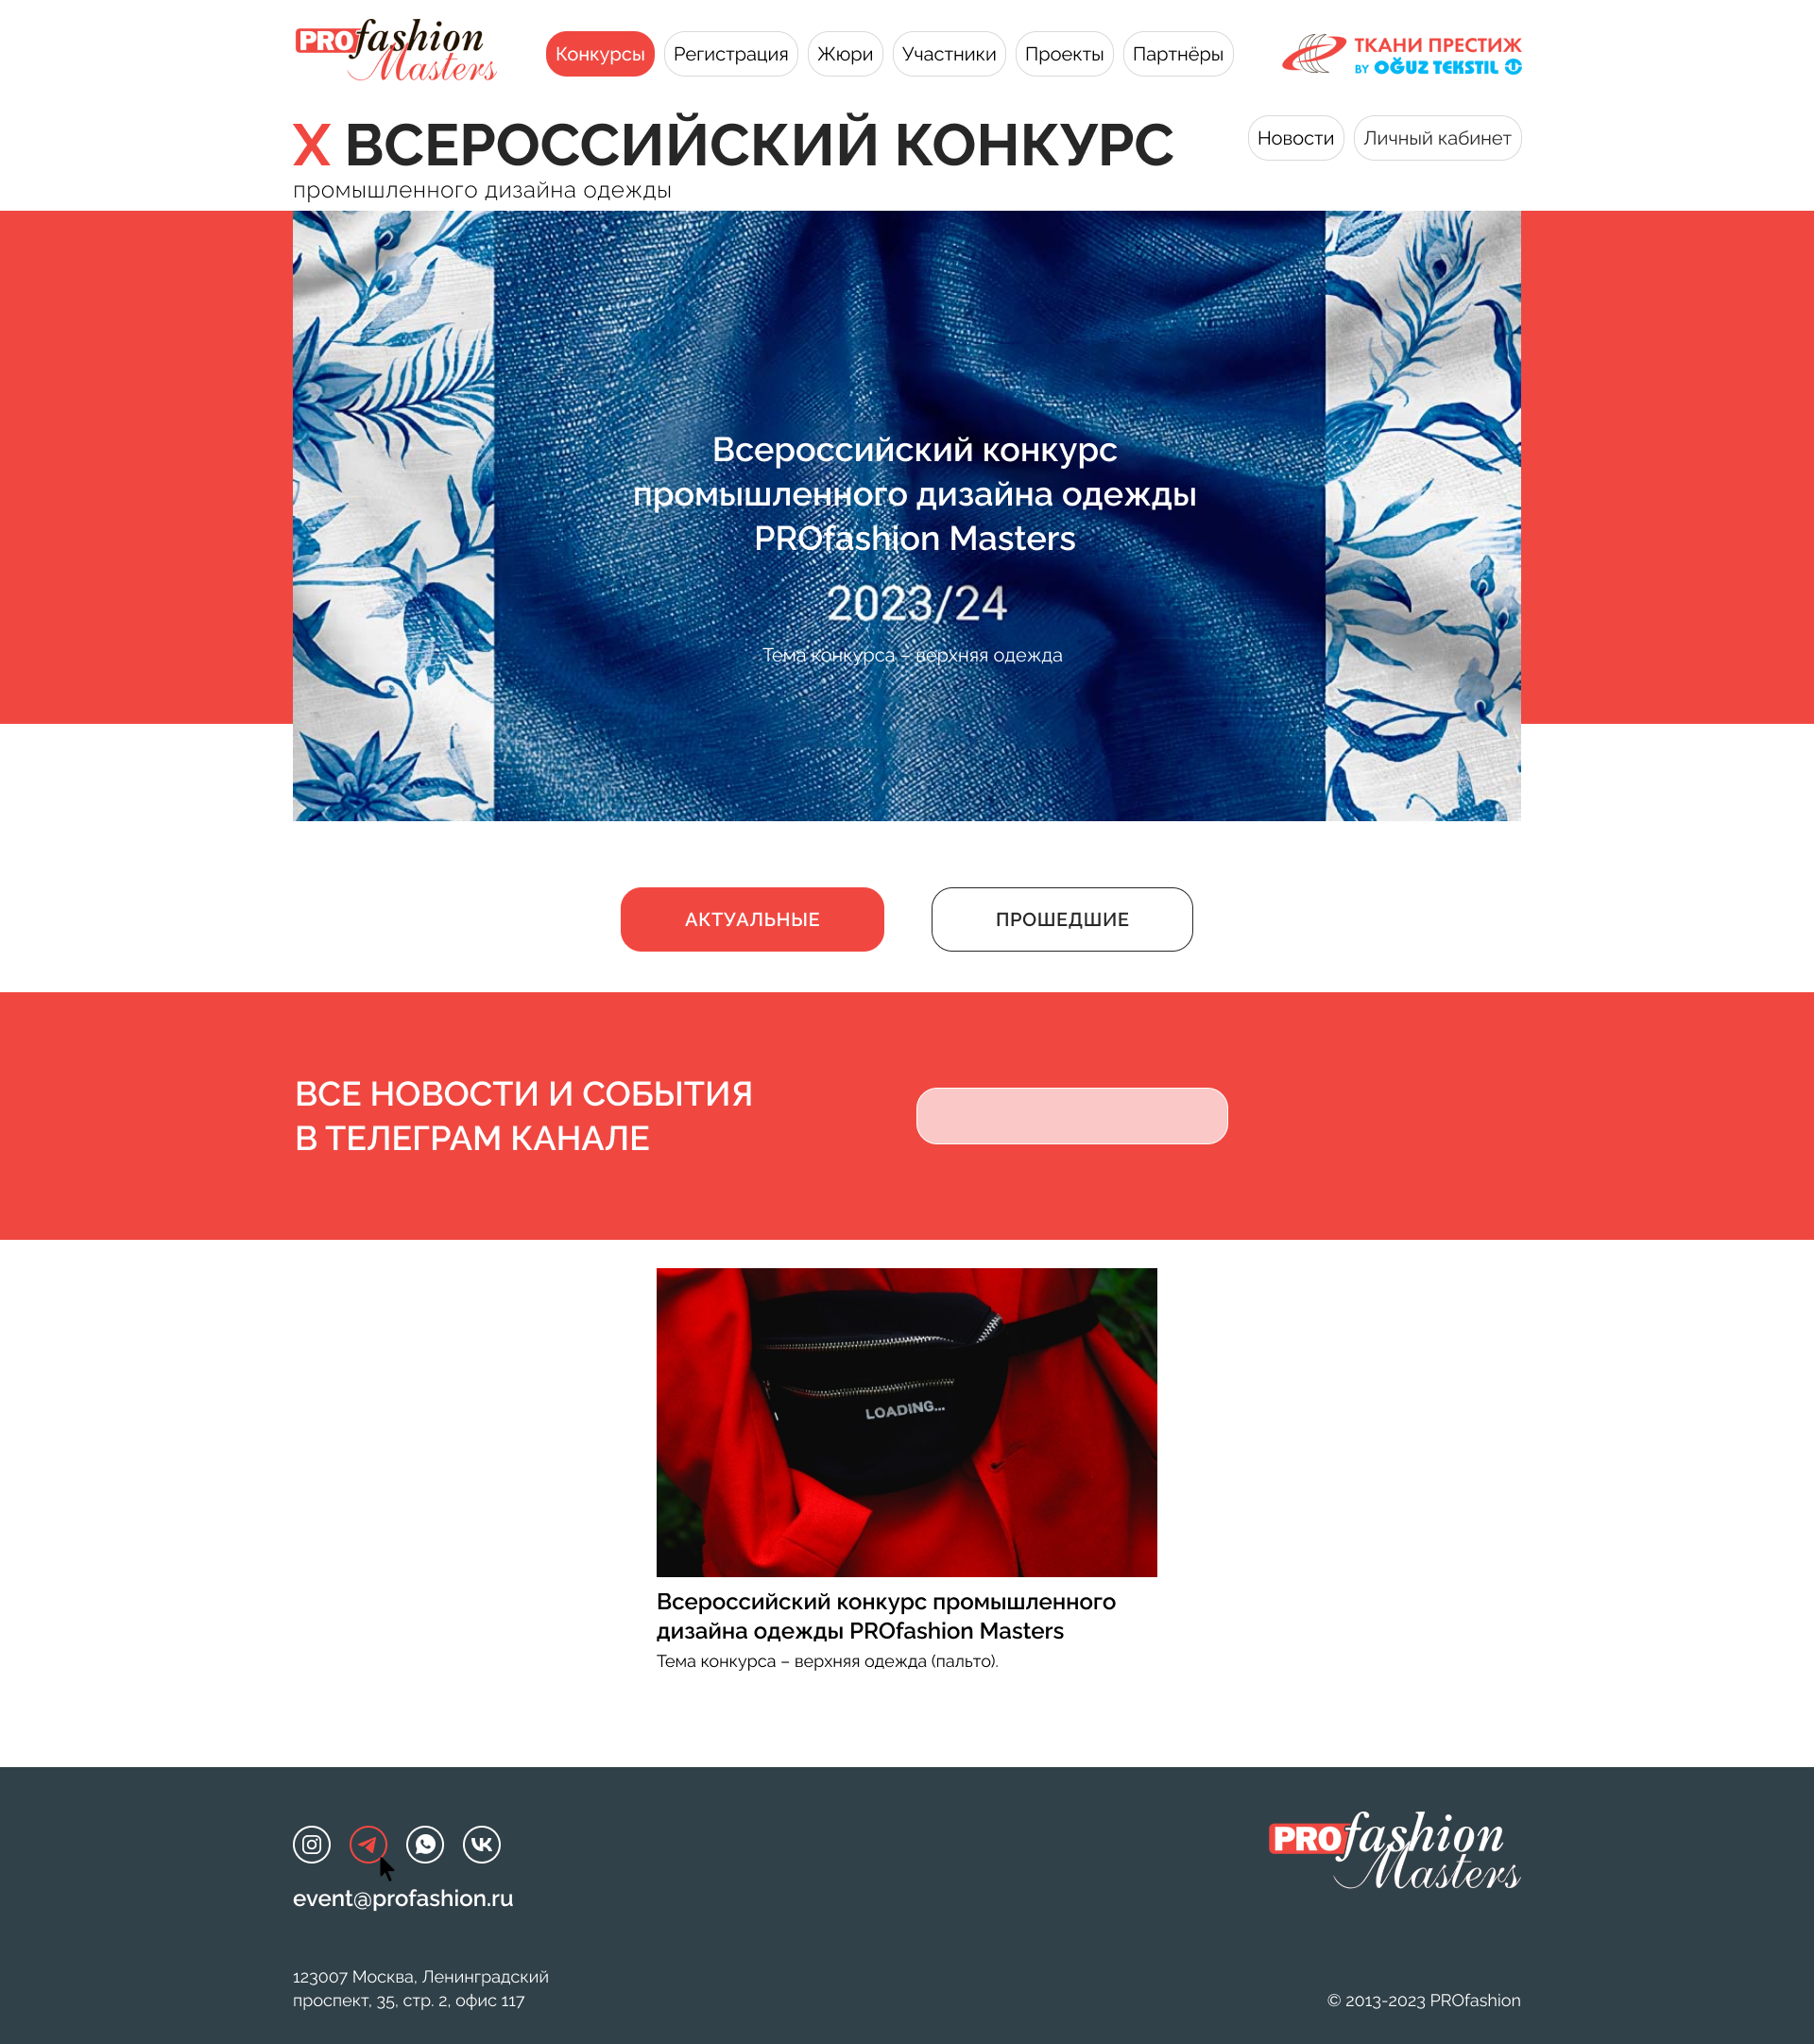 PROfashion
Masters
Конкурсы
Регистрация
Жюри
Участники
Проекты
Партнёры
ТКАНИ ПРЕСТИЖ
BY OĞUZ TEKSTIL
X ВСЕРОССИЙСКИЙ КОНКУРС
Новости
Личный кабинет
промышленного дизайна одежды
Всероссийский конкурс
промышленного дизайна одежды
PROfashion Masters
2023/24
Тема конкурса – верхняя одежда
АКТУАЛЬНЫЕ
ПРОШЕДШИЕ
ВСЕ НОВОСТИ И СОБЫТИЯ
В ТЕЛЕГРАМ КАНАЛЕ
LOADING...
Всероссийский конкурс промышленного
дизайна одежды PROfashion Masters
Тема конкурса – верхняя одежда (пальто).
PROfashion
Masters
event@profashion.ru
123007 Москва, Ленинградский
проспект, 35, стр. 2, офис 117
© 2013-2023 PROfashion